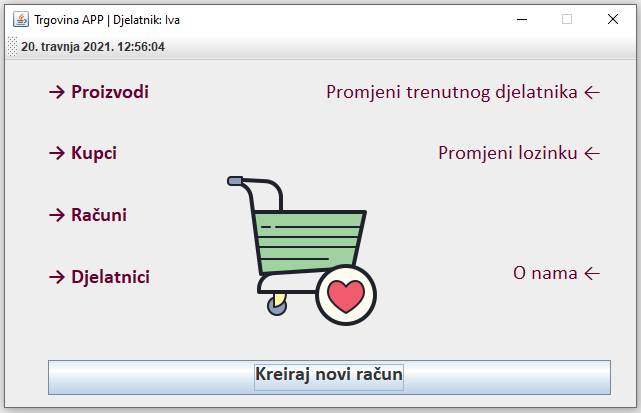 Trgovina APP | Djelatnik: Iva
20. travnja 2021. 12:56:04
→ Proizvodi
Promjeni trenutnog djelatnika ←
→ Kupci
Promjeni lozinku ←
→ Računi
→ Djelatnici
O nama ←
Kreiraj novi račun